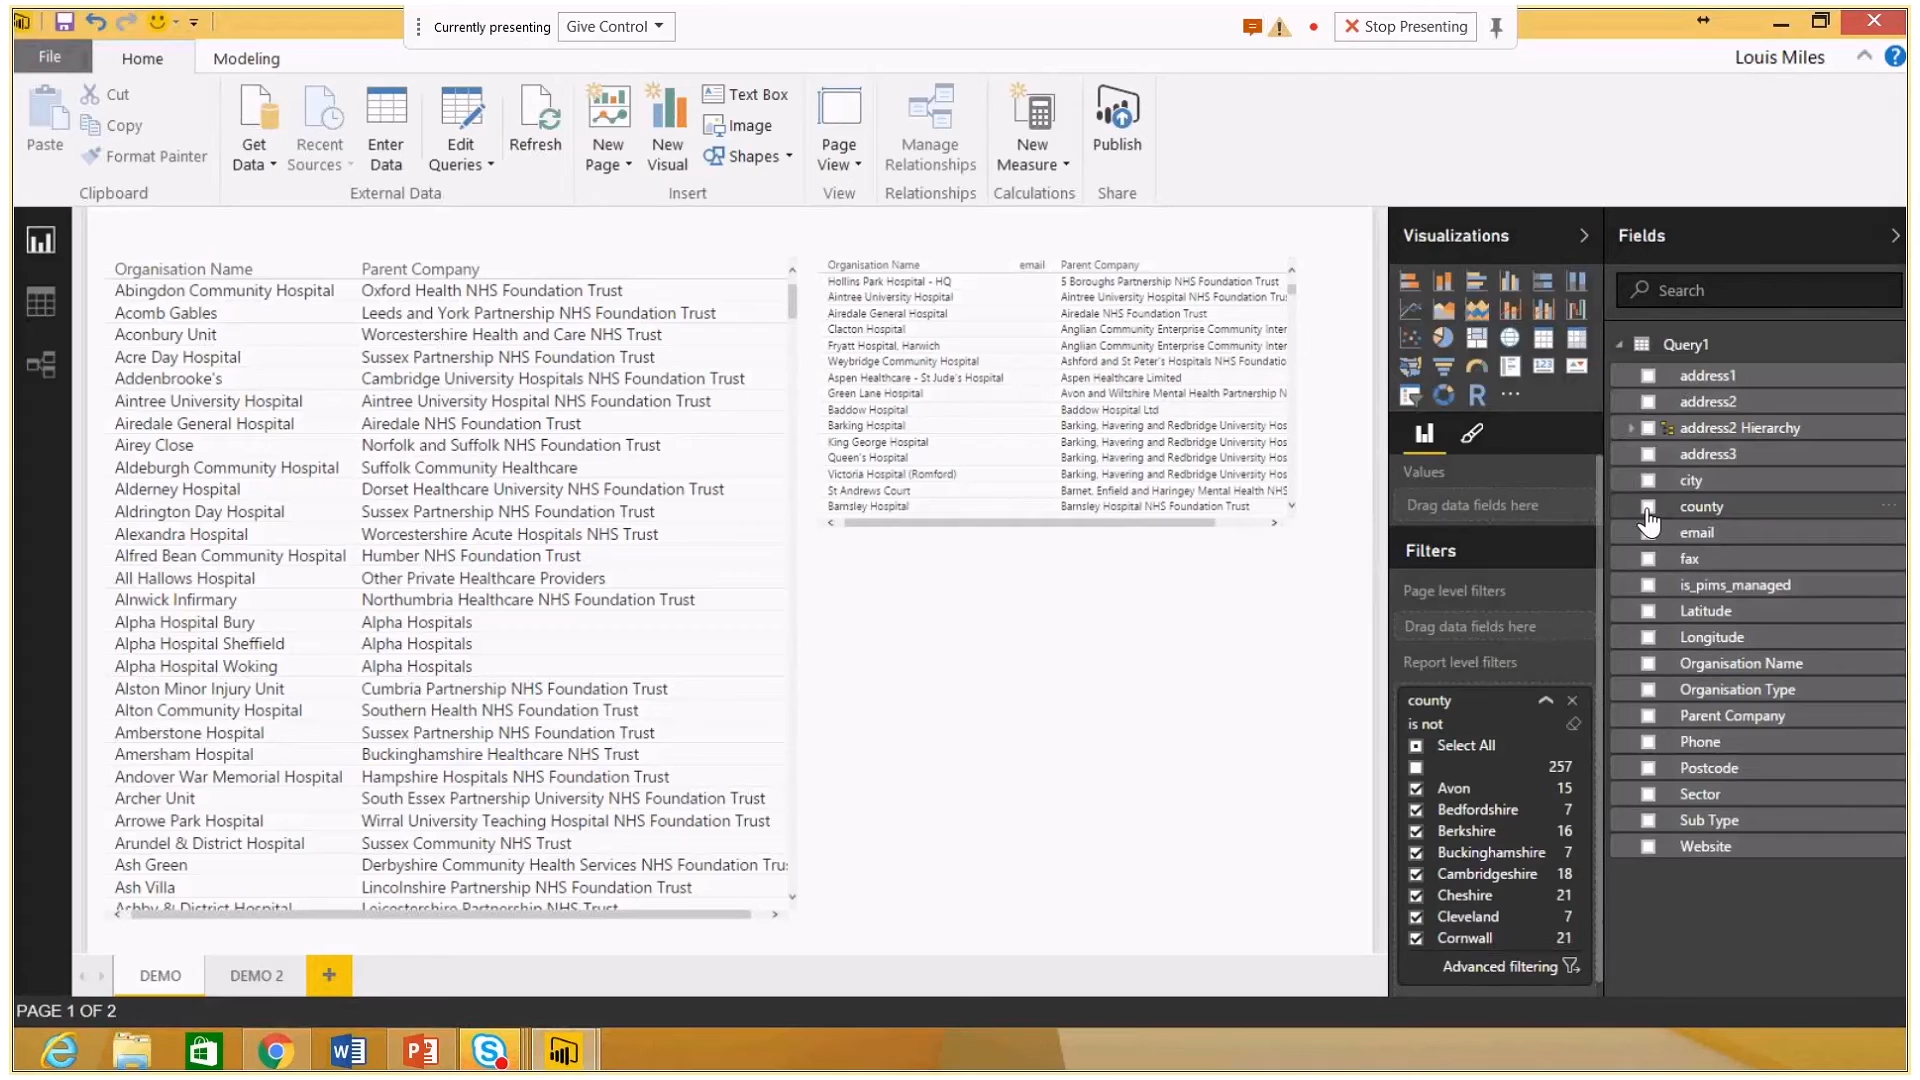 Currently presenting
Give Control
Stop Presenting
File
Home
Modeling
Louis Miles
Paste
Cut
Copy
Format Painter
Clipboard
Get Data
Recent Sources
Enter Data
Edit Queries
Refresh
External Data
New Page
New Visual
Text Box
Image
Shapes
Insert
Page View
View
Manage Relationships
Relationships
New Measure
Calculations
Publish
Share
Organisation Name Parent Company
Abingdon Community Hospital Oxford Health NHS Foundation Trust
Acomb Gables Leeds and York Partnership NHS Foundation Trust
Aconbury Unit Worcestershire Health and Care NHS Trust
Acre Day Hospital Sussex Partnership NHS Foundation Trust
Addenbrooke's Cambridge University Hospitals NHS Foundation Trust
Aintree University Hospital Aintree University Hospital NHS Foundation Trust
Airedale General Hospital Airedale NHS Foundation Trust
Airey Close Norfolk and Suffolk NHS Foundation Trust
Aldeburgh Community Hospital Suffolk Community Healthcare
Alderney Hospital Dorset Healthcare University NHS Foundation Trust
Aldrington Day Hospital Sussex Partnership NHS Foundation Trust
Alexandra Hospital Worcestershire Acute Hospitals NHS Trust
Alfred Bean Community Hospital Humber NHS Foundation Trust
All Hallows Hospital Other Private Healthcare Providers
Alnwick Infirmary Northumbria Healthcare NHS Foundation Trust
Alpha Hospital Bury Alpha Hospitals
Alpha Hospital Sheffield Alpha Hospitals
Alpha Hospital Woking Alpha Hospitals
Alston Minor Injury Unit Cumbria Partnership NHS Foundation Trust
Alton Community Hospital Southern Health NHS Foundation Trust
Amberstone Hospital Sussex Partnership NHS Foundation Trust
Amersham Hospital Buckinghamshire Healthcare NHS Trust
Andover War Memorial Hospital Hampshire Hospitals NHS Foundation Trust
Archer Unit South Essex Partnership University NHS Foundation Trust
Arrowe Park Hospital Wirral University Teaching Hospital NHS Foundation Trust
Arundel & District Hospital Sussex Community NHS Trust
Ash Green Derbyshire Community Health Services NHS Foundation Tru
Ash Villa Lincolnshire Partnership NHS Foundation Trust
Ashby & District Hospital Leicestershire Partnership NHS Trust
Organisation Name email Parent Company
Hollins Park Hospital - HQ 5 Boroughs Partnership NHS Foundation Trust
Aintree University Hospital Aintree University Hospital NHS Foundation Tru
Airedale General Hospital Airedale NHS Foundation Trust
Clacton Hospital Anglian Community Enterprise Community Inter
Fryatt Hospital, Harwich Anglian Community Enterprise Community Inter
Weybridge Community Hospital Ashford and St Peter's Hospitals NHS Foundatio
Aspen Healthcare - St Jude's Hospital Aspen Healthcare Limited
Green Lane Hospital Avon and Wiltshire Mental Health Partnership N
Baddow Hospital Baddow Hospital Ltd
Barking Hospital Barking, Havering and Redbridge University Hos
King George Hospital Barking, Havering and Redbridge University Hos
Queen's Hospital Barking, Havering and Redbridge University Hos
Victoria Hospital (Romford) Barking, Havering and Redbridge University Hos
St Andrews Court Barnet, Enfield and Haringey Mental Health NHS
Barnsley Hospital Barnsley Hospital NHS Foundation Trust
Visualizations
Values
Drag data fields here
Filters
Page level filters
Drag data fields here
Report level filters
county
is not
Select All
257
Avon 15
Bedfordshire 7
Berkshire 16
Buckinghamshire 7
Cambridgeshire 18
Cheshire 21
Cleveland 7
Cornwall 21
Advanced filtering
Fields
Search
Query1
address1
address2
address2 Hierarchy
address3
city
county
email
fax
is_pims_managed
Latitude
Longitude
Organisation Name
Organisation Type
Parent Company
Phone
Postcode
Sector
Sub Type
Website
DEMO
DEMO 2
PAGE 1 OF 2